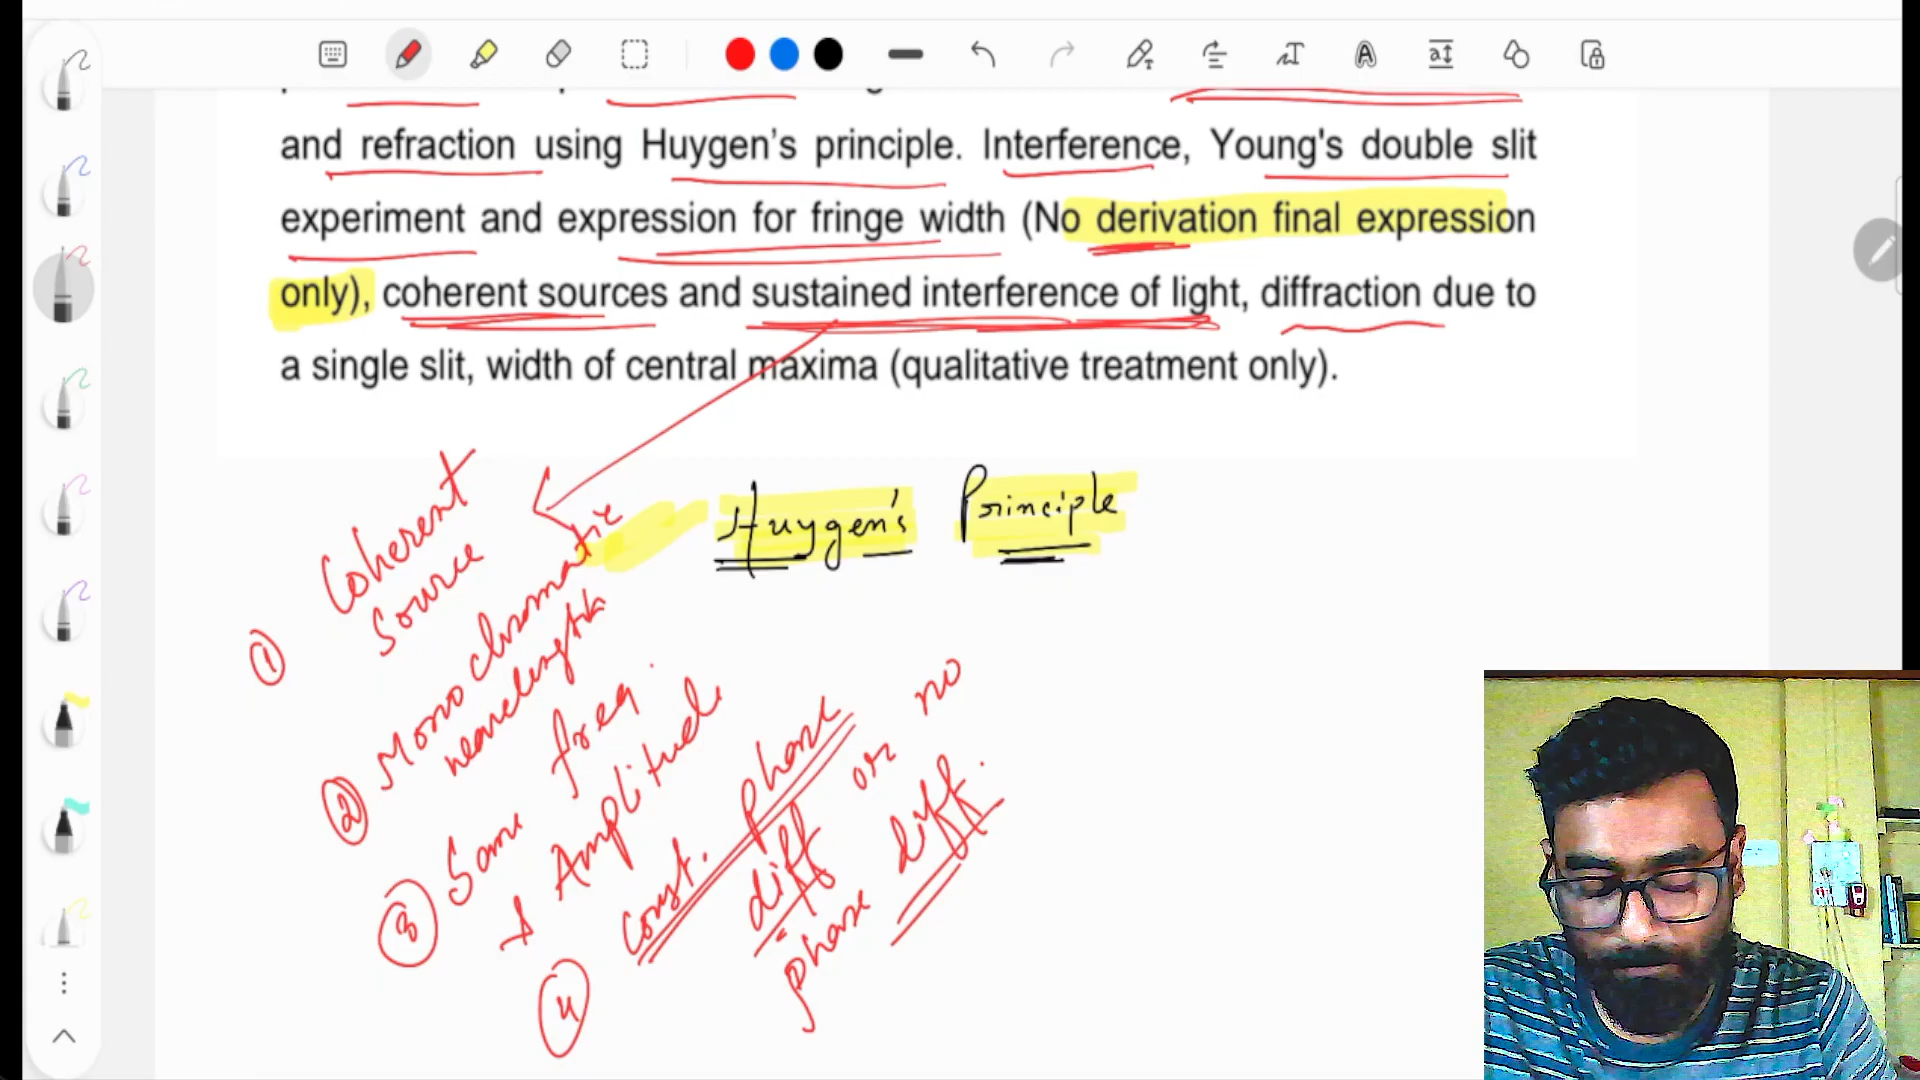 and refraction using Huygen's principle. Interference, Young's double slit
experiment and expression for fringe width (No derivation final expression
only), coherent sources and sustained interference of light, diffraction due to
a single slit, width of central maxima (qualitative treatment only).
Huygen's Principle
① Coherent
Source
② Mono chromatic
③ Same freq.
& Amplitude
④ const. phase
diff or no
phase diff.